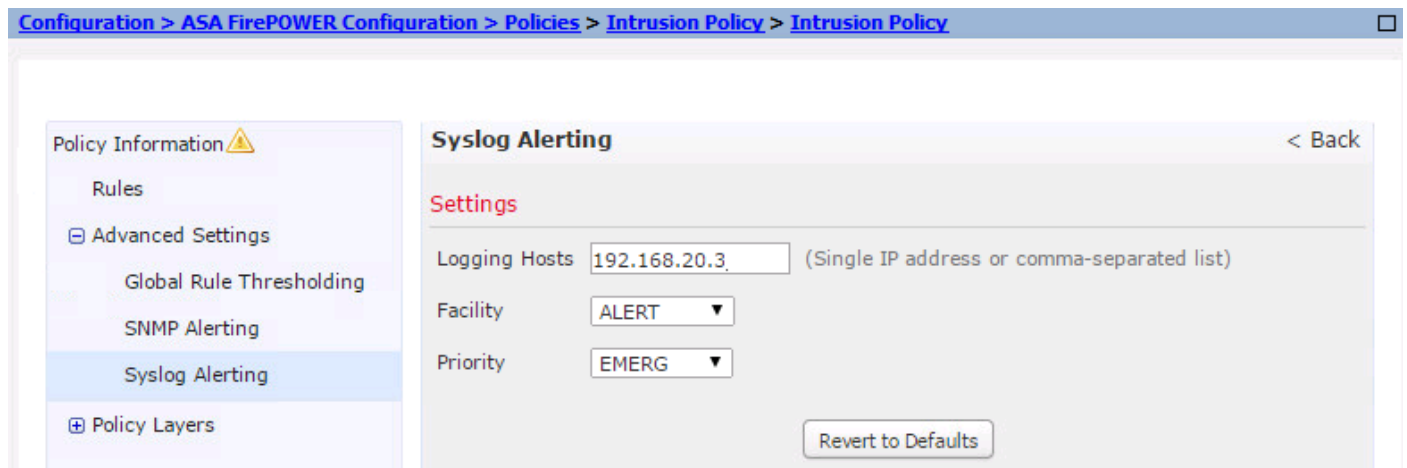 Configuration > ASA FirePOWER Configuration > Policies > Intrusion Policy > Intrusion Policy
Policy Information
Rules
Advanced Settings
Global Rule Thresholding
SNMP Alerting
Syslog Alerting
Policy Layers
Syslog Alerting < Back
Settings
Logging Hosts 192.168.20.3 (Single IP address or comma-separated list)
Facility ALERT
Priority EMERG
Revert to Defaults